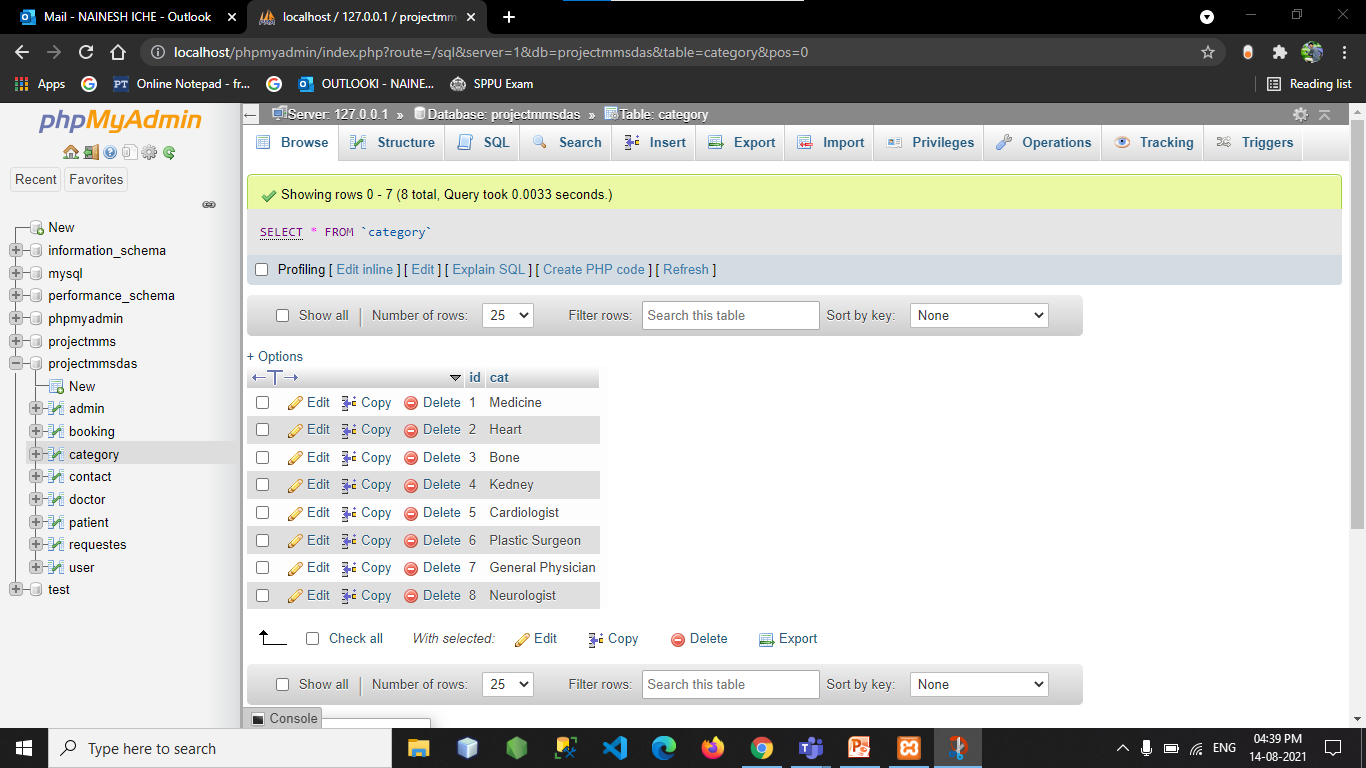 Mail - NAINESH ICHE - Outlook
localhost / 127.0.0.1 / projectmm
localhost/phpmyadmin/index.php?route=/sql&server=1&db=projectmmsdas&table=category&pos=0
Apps
PT Online Notepad - fr...
OUTLOOKI - NAINE...
SPPU Exam
Reading list
phpMyAdmin
Recent Favorites
New
information_schema
mysql
performance_schema
phpmyadmin
projectmms
projectmmsdas
New
admin
booking
category
contact
doctor
patient
requestes
user
test
Server: 127.0.0.1 » Database: projectmmsdas » Table: category
Browse Structure SQL Search Insert Export Import Privileges Operations Tracking Triggers
Showing rows 0 - 7 (8 total, Query took 0.0033 seconds.)
SELECT * FROM `category`
Profiling [ Edit inline ] [ Edit ] [ Explain SQL ] [ Create PHP code ] [ Refresh ]
Show all Number of rows: 25 Filter rows: Search this table Sort by key: None
+ Options
←T→ id cat
Edit Copy Delete 1 Medicine
Edit Copy Delete 2 Heart
Edit Copy Delete 3 Bone
Edit Copy Delete 4 Kedney
Edit Copy Delete 5 Cardiologist
Edit Copy Delete 6 Plastic Surgeon
Edit Copy Delete 7 General Physician
Edit Copy Delete 8 Neurologist
Check all With selected: Edit Copy Delete Export
Show all Number of rows: 25 Filter rows: Search this table Sort by key: None
Console
Type here to search
ENG
04:39 PM
14-08-2021